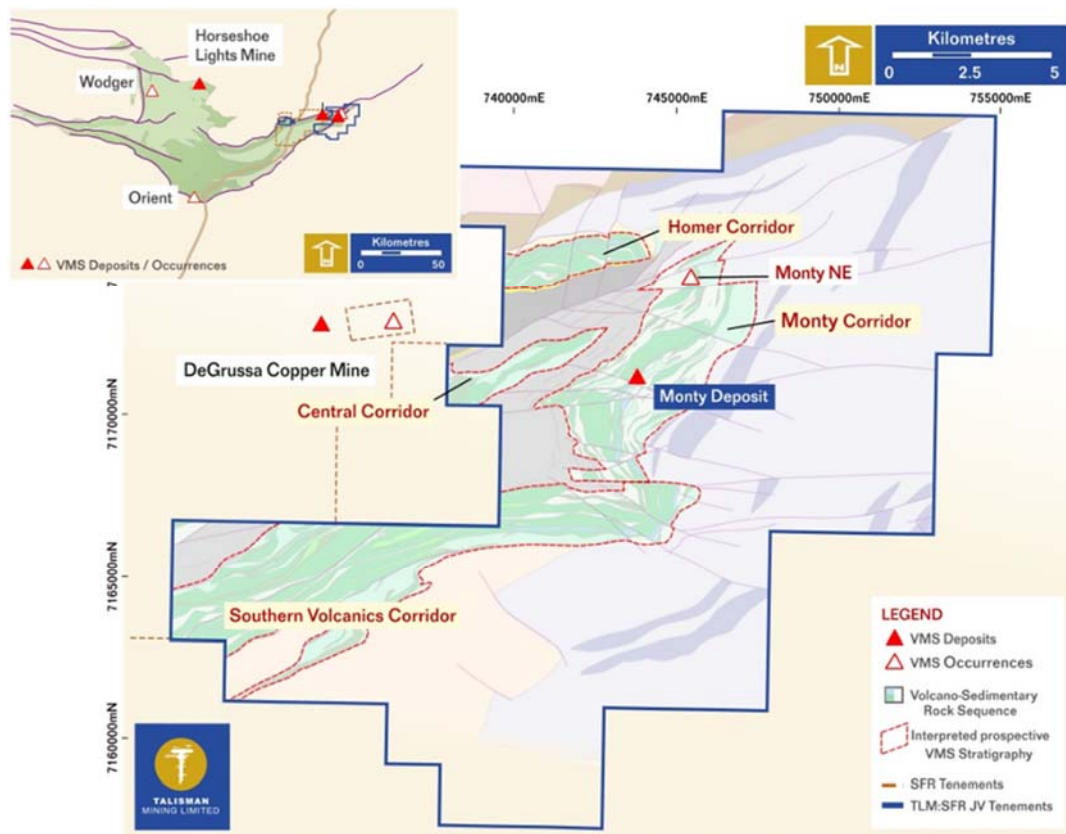 Horseshoe
Lights Mine
Wodger
Orient
VMS Deposits / Occurrences
N
Kilometres
0 50
N
Kilometres
0 2.5 5
740000mE 745000mE 750000mE 755000mE
Homer Corridor
Monty NE
Monty Corridor
DeGrussa Copper Mine
Monty Deposit
Central Corridor
7170000mN
7165000mN
7160000mN
Southern Volcanics Corridor
LEGEND
VMS Deposits
VMS Occurrences
Volcano-Sedimentary
Rock Sequence
Interpreted prospective
VMS Stratigraphy
SFR Tenements
TLM:SFR JV Tenements
TALISMAN
MINING LIMITED